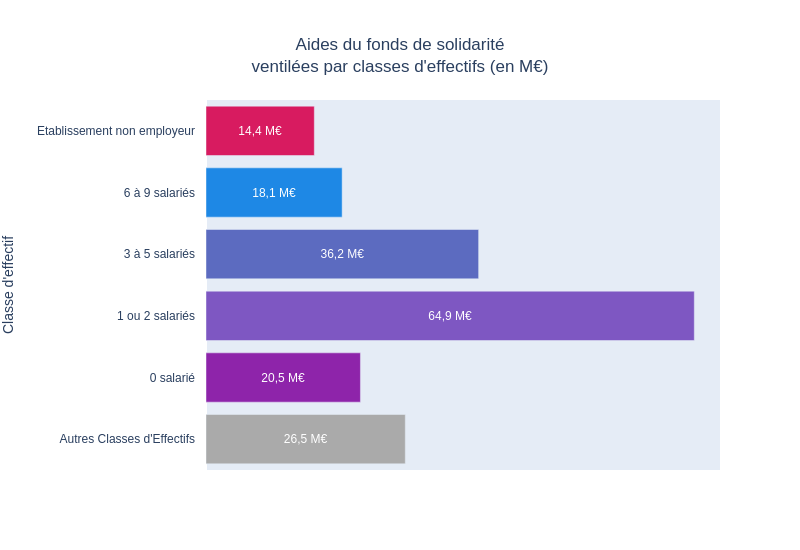 Aides du fonds de solidarité
ventilées par classes d'effectifs (en M€)
Classe d'effectif
Etablissement non employeur
14,4 M€
6 à 9 salariés
18,1 M€
3 à 5 salariés
36,2 M€
1 ou 2 salariés
64,9 M€
0 salarié
20,5 M€
Autres Classes d'Effectifs
26,5 M€